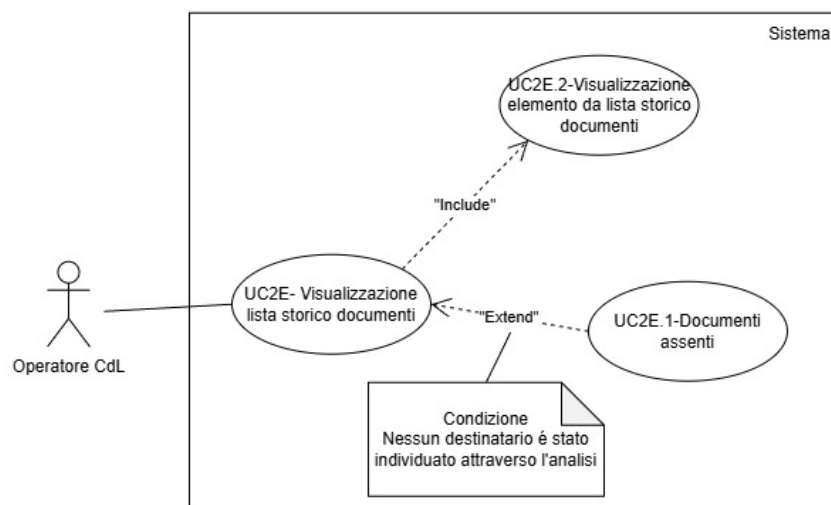 Sistema
UC2E.2-Visualizzazione
elemento da lista storico
documenti
"Include"
UC2E- Visualizzazione
lista storico documenti
"Extend"
UC2E.1-Documenti
assenti
Operatore CdL
Condizione
Nessun destinatario é stato
individuato attraverso l'analisi